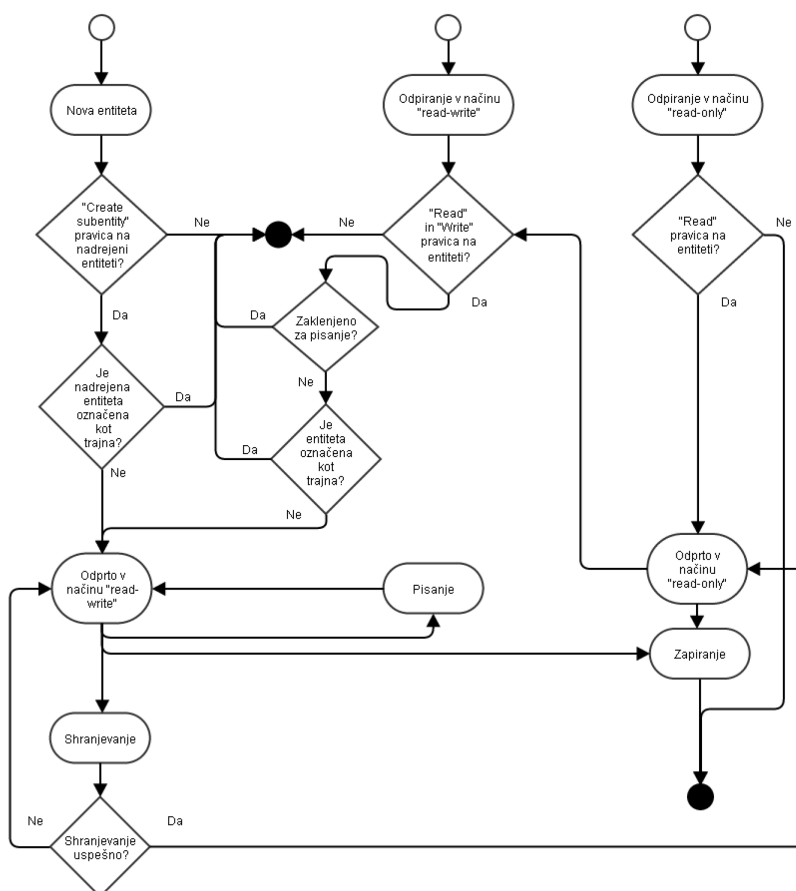 Nova entiteta
Odpiranje v načinu
"read-write"
Odpiranje v načinu
"read-only"
"Create
subentity"
pravica na
nadrejeni
entiteti?
Ne
Ne
"Read"
in "Write"
pravica na
entiteti?
"Read"
pravica na
entiteti?
Ne
Da
Da
Da
Da
Zaklenjeno
za pisanje?
Je
nadrejena
entiteta
označena
kot
trajna?
Da
Ne
Je
entiteta
označena
kot
trajna?
Da
Ne
Ne
Odprto v
načinu "read-
write"
Pisanje
Odprto v
načinu
"read-only"
Zapiranje
Shranjevanje
Ne
Da
Shranjevanje
uspešno?